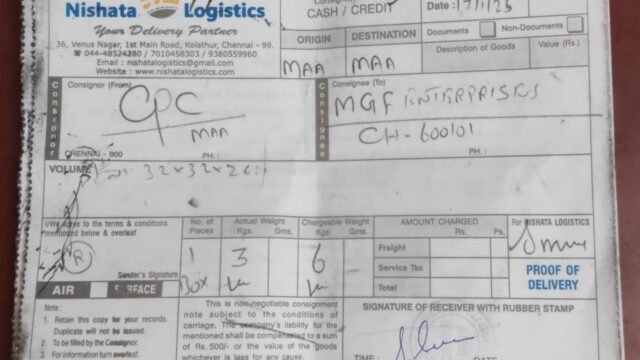 Nishata Logistics
Your Delivery Partner
36, Venus Nagar, 1st Main Road, Kolathur, Chennai - 99.
044-48524260 / 7010458303 / 9380559960
Email : nishatalogistics@gmail.com
Website : www.nishatalogistics.com
CASH / CREDIT
Date : 17/1/25
ORIGIN DESTINATION
MAA MAA
Documents Non-Documents
Description of Goods Value (Rs.)
Consignor
Consignor (From)
CPC
MAA
CHENNAI - 600 PH. :
Consignee
Consignee (To)
MGF ENTERPRISES
CH-600101
PH. :
VOLUME
32x32x26
I/We agree to the terms & conditions
mentioned below & overleaf
Sender's Signature
AIR SURFACE
No. of Pieces
1
BOX
Actual Weight
Kgs. Gms.
3
Chargeable Weight
Kgs. Gms.
6
AMOUNT CHARGED
Rs. Ps.
Freight
Service Tax
Total
For NISHATA LOGISTICS
PROOF OF
DELIVERY
Note :
1. Retain this copy for your records.
Duplicate will not be issued.
2. To be filled by the Consignor.
3. For information turn overleaf.
This is non-negotiable consignment
note subject to the conditions of
carriage. The company's liability for
the mentioned shall be compensated to a sum
of Rs. 500/- or the value of the goods
whichever is less for any cause.
SIGNATURE OF RECEIVER WITH RUBBER STAMP
TIME :